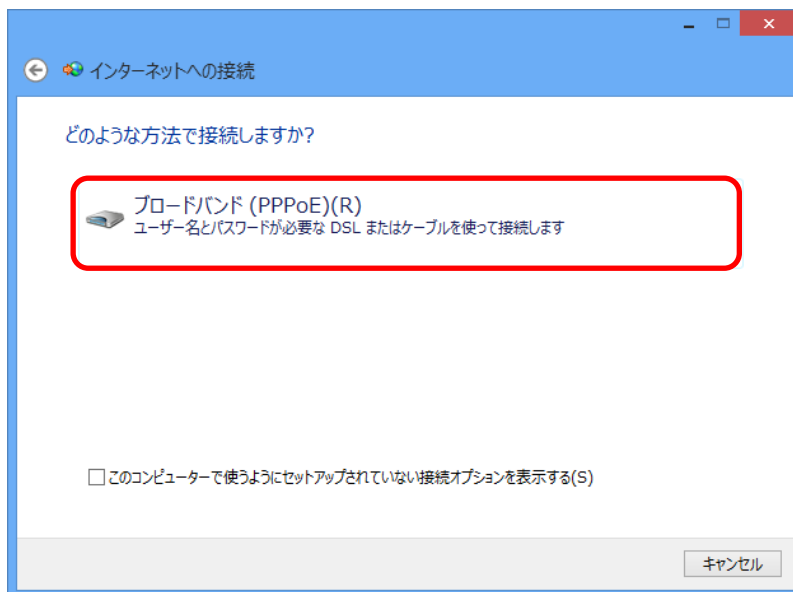 インターネットへの接続
どのような方法で接続しますか?
ブロードバンド (PPPoE)(R)
ユーザー名とパスワードが必要な DSL またはケーブルを使って接続します
このコンピューターで使うようにセットアップされていない接続オプションを表示する(S)
キャンセル